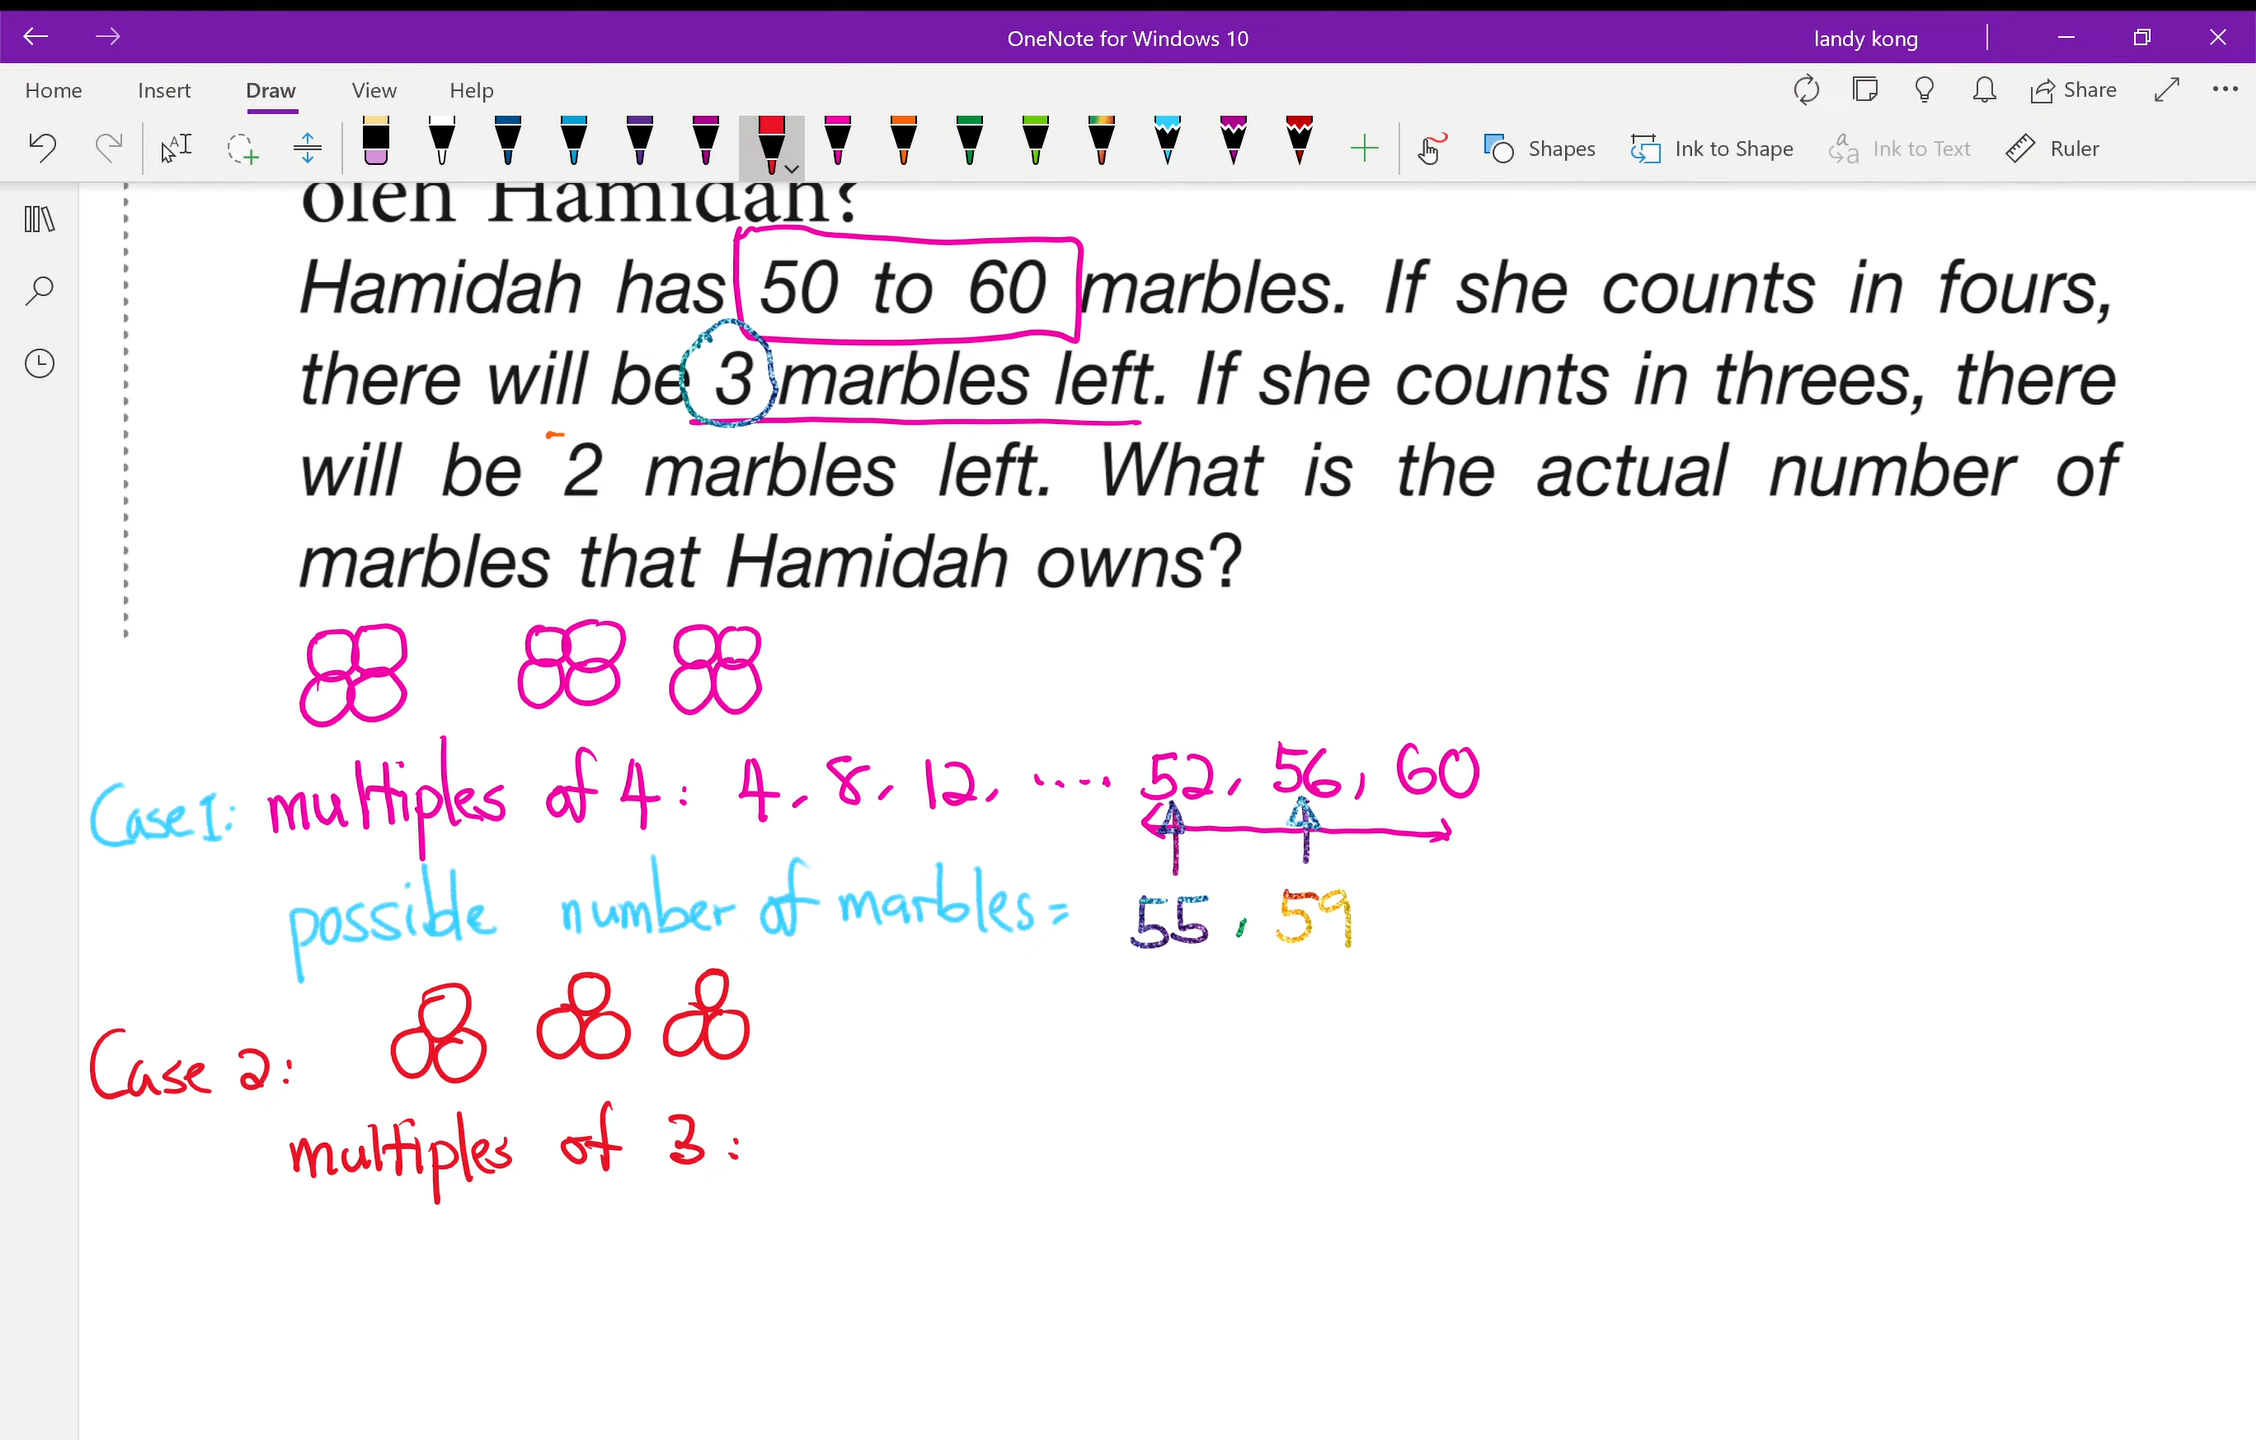 OneNote for Windows 10
landy kong
Home Insert Draw View Help
Share
Shapes Ink to Shape Ink to Text Ruler
oleh Hamidah?
Hamidah has 50 to 60 marbles. If she counts in fours,
there will be 3 marbles left. If she counts in threes, there
will be 2 marbles left. What is the actual number of
marbles that Hamidah owns?
Case 1: multiples of 4 : 4, 8, 12, ..... 52, 56, 60
possible number of marbles = 55, 59
Case 2:
multiples of 3 :